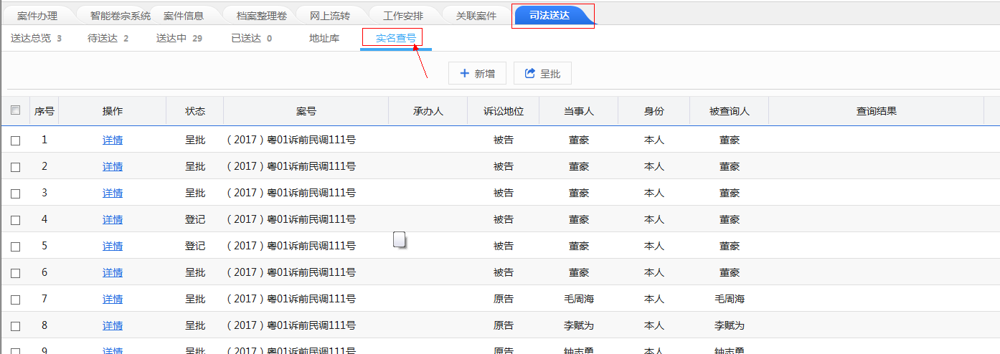 案件办理 智能卷宗系统 案件信息 档案整理卷 网上流转 工作安排 关联案件 司法送达
送达总览 3 待送达 2 送达中 29 已送达 0 地址库 实名查号
新增 呈批
序号 操作 状态 案号 承办人 诉讼地位 当事人 身份 被查询人 查询结果
1 详情 呈批 （2017）粤01诉前民调111号 被告 董豪 本人 董豪
2 详情 呈批 （2017）粤01诉前民调111号 被告 董豪 本人 董豪
3 详情 呈批 （2017）粤01诉前民调111号 被告 董豪 本人 董豪
4 详情 登记 （2017）粤01诉前民调111号 被告 董豪 本人 董豪
5 详情 登记 （2017）粤01诉前民调111号 被告 董豪 本人 董豪
6 详情 呈批 （2017）粤01诉前民调111号 被告 董豪 本人 董豪
7 详情 呈批 （2017）粤01诉前民调111号 原告 毛周海 本人 毛周海
8 详情 呈批 （2017）粤01诉前民调111号 原告 李赋为 本人 李赋为
9 详情 呈批 （2017）粤01诉前民调111号 原告 钟志勇 本人 钟志勇